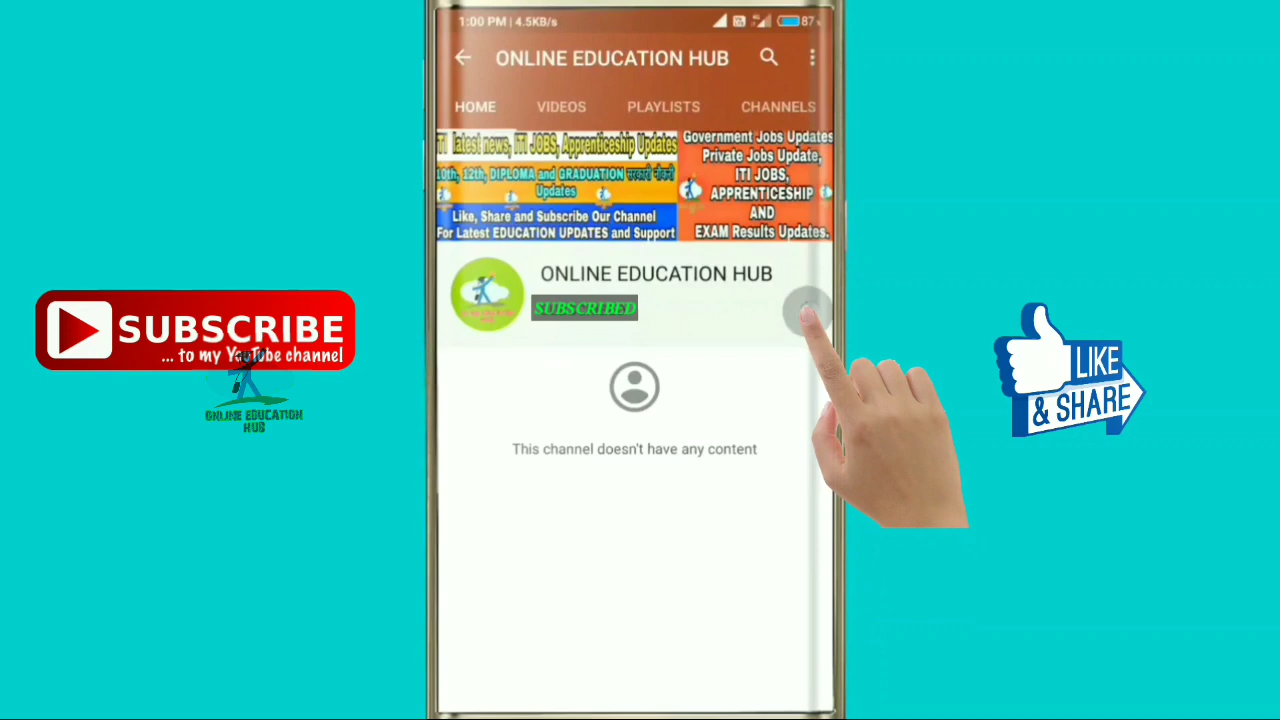 1:00 PM | 4.5KB/s
87
ONLINE EDUCATION HUB
HOME VIDEOS PLAYLISTS CHANNELS
ITI latest news, ITI JOBS, Apprenticeship Updates
10th, 12th, DIPLOMA and GRADUATION सरकारी नौकरी
Updates
Like, Share and Subscribe Our Channel
For Latest EDUCATION UPDATES and Support
Government Jobs Updates
Private Jobs Update,
ITI JOBS,
APPRENTICESHIP
AND
EXAM Results Updates.
ONLINE EDUCATION HUB
SUBSCRIBED
This channel doesn't have any content
SUBSCRIBE
... to my YouTube channel
ONLINE EDUCATION
HUB
LIKE
& SHARE